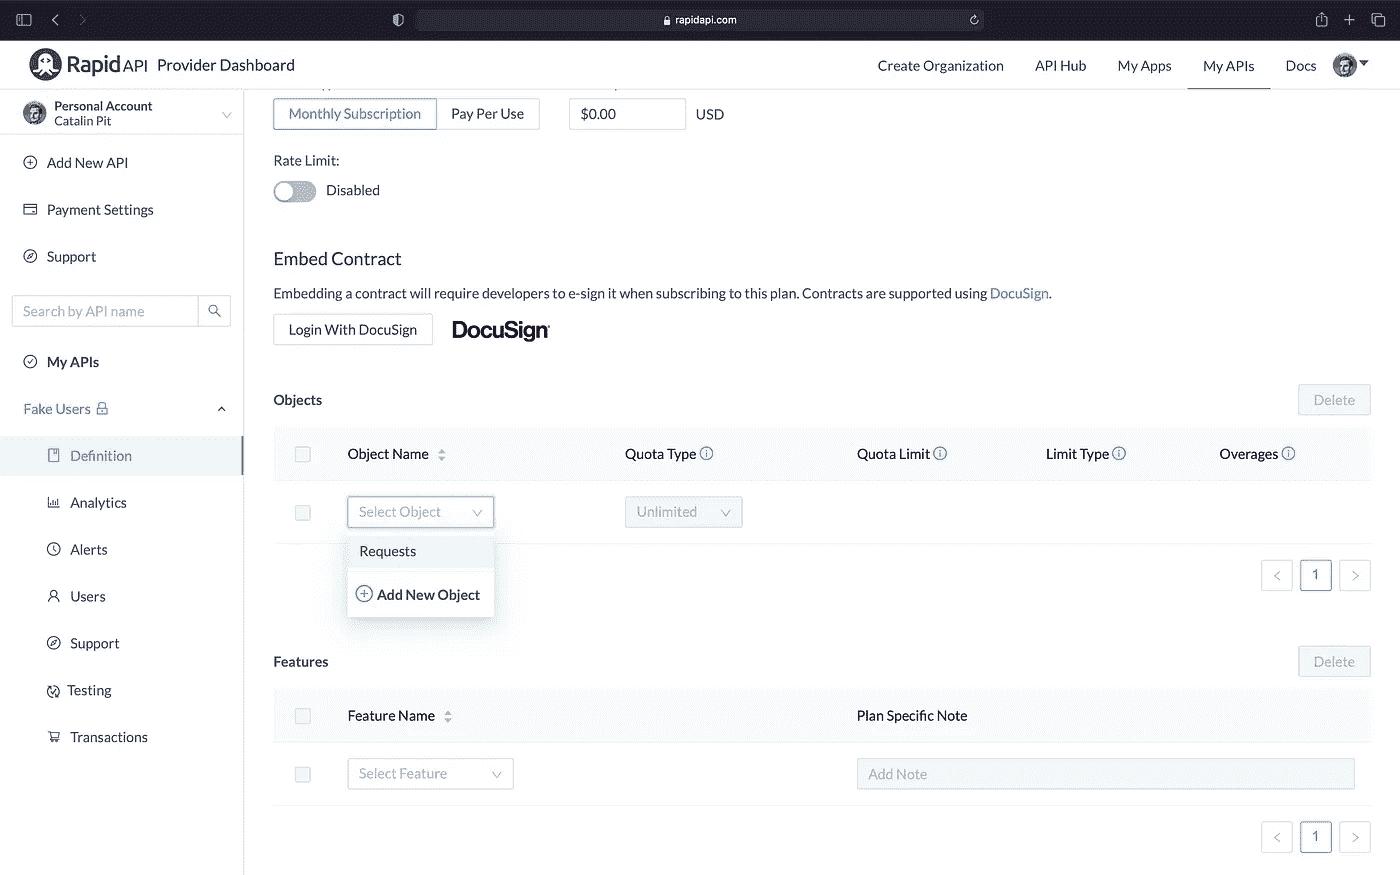 rapidapi.com
Rapid API Provider Dashboard
Create Organization API Hub My Apps My APIs Docs
Personal Account
Catalin Pit
Add New API
Payment Settings
Support
Search by API name
My APIs
Fake Users
Definition
Analytics
Alerts
Users
Support
Testing
Transactions
Monthly Subscription Pay Per Use $0.00 USD
Rate Limit:
Disabled
Embed Contract
Embedding a contract will require developers to e-sign it when subscribing to this plan. Contracts are supported using DocuSign.
Login With DocuSign DocuSign
Objects Delete
Object Name Quota Type Quota Limit Limit Type Overages
Select Object Unlimited
Requests
Add New Object
< 1 >
Features Delete
Feature Name Plan Specific Note
Select Feature Add Note
< 1 >